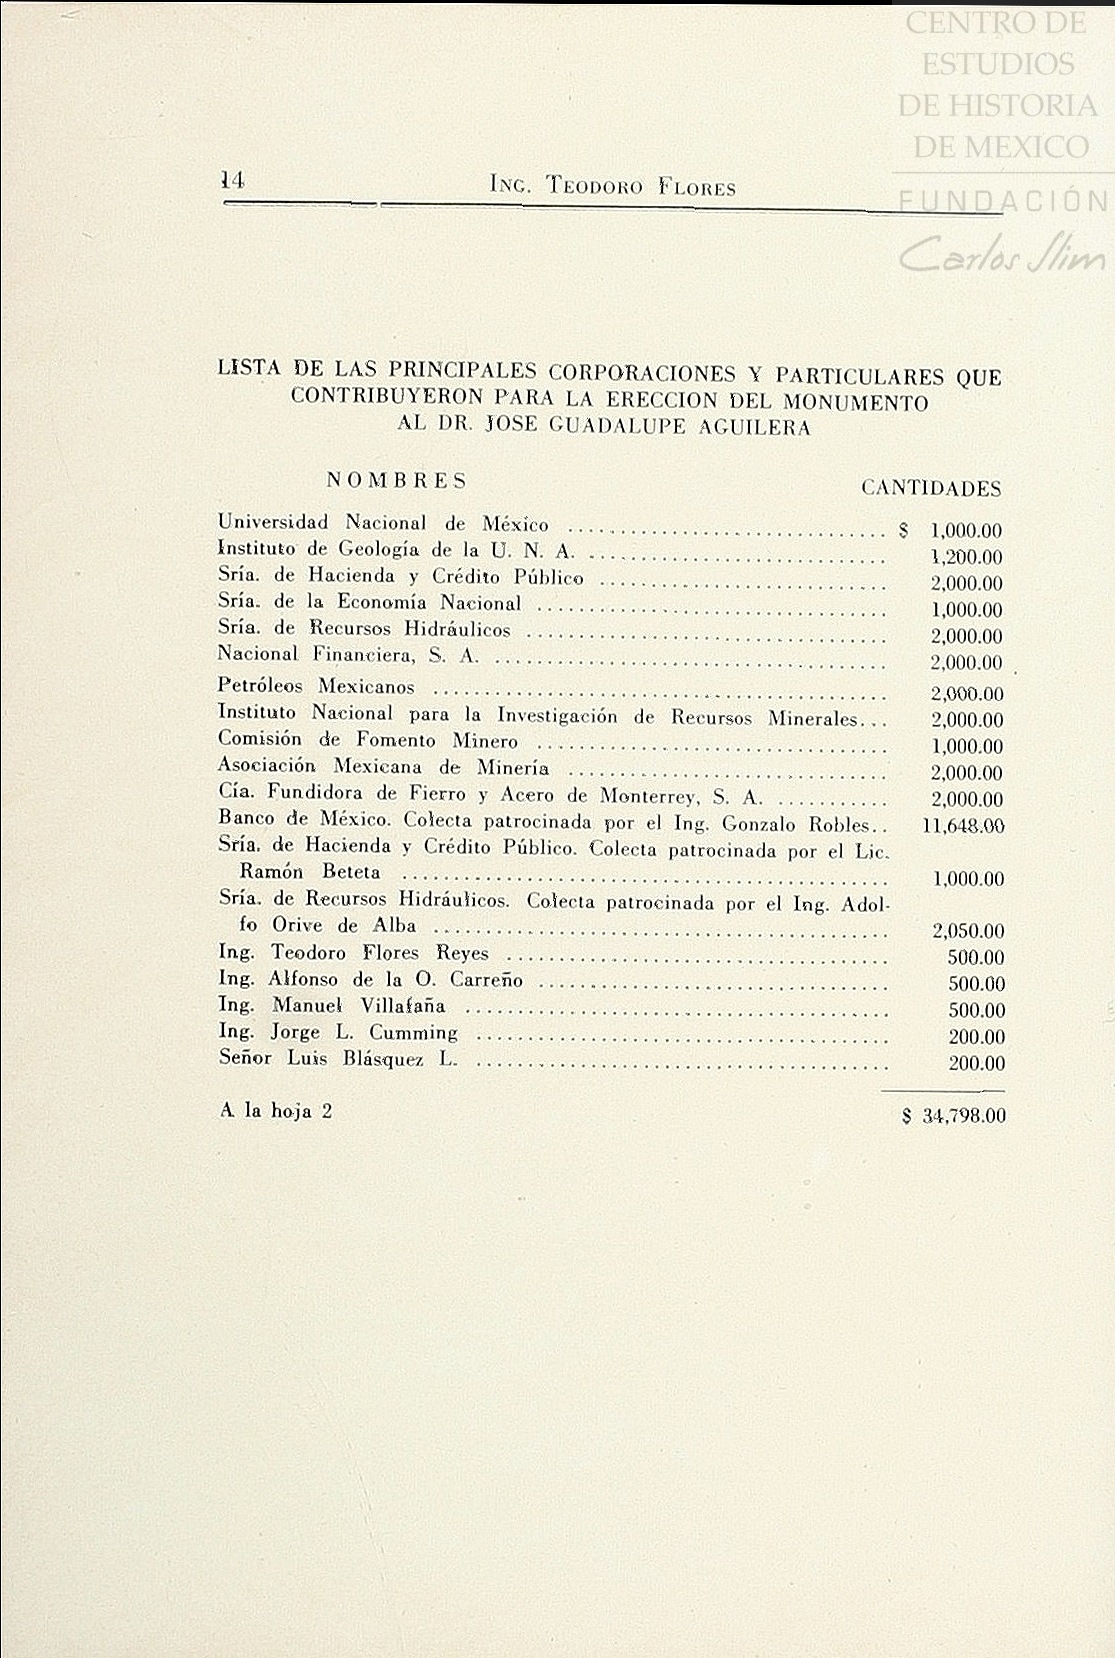 CENTRO DE
ESTUDIOS
DE HISTORIA
DE MEXICO
FUNDACIÓN
Carlos Slim
14 ING. TEODORO FLORES
LISTA DE LAS PRINCIPALES CORPORACIONES Y PARTICULARES QUE
CONTRIBUYERON PARA LA ERECCION DEL MONUMENTO
AL DR. JOSE GUADALUPE AGUILERA
NOMBRES CANTIDADES
Universidad Nacional de México .............................. $ 1,000.00
Instituto de Geología de la U. N. A. ............................. 1,200.00
Sría. de Hacienda y Crédito Público ............................ 2,000.00
Sría. de la Economía Nacional .................................. 1,000.00
Sría. de Recursos Hidráulicos ................................... 2,000.00
Nacional Financiera, S. A. ...................................... 2,000.00
Petróleos Mexicanos ............................................ 2,000.00
Instituto Nacional para la Investigación de Recursos Minerales... 2,000.00
Comisión de Fomento Minero .................................. 1,000.00
Asociación Mexicana de Minería ............................... 2,000.00
Cía. Fundidora de Fierro y Acero de Monterrey, S. A. ........... 2,000.00
Banco de México. Colecta patrocinada por el Ing. Gonzalo Robles.. 11,648.00
Sría. de Hacienda y Crédito Público. Colecta patrocinada por el Lic.
Ramón Beteta ............................................... 1,000.00
Sría. de Recursos Hidráulicos. Colecta patrocinada por el Ing. Adol-
fo Orive de Alba ............................................ 2,050.00
Ing. Teodoro Flores Reyes ..................................... 500.00
Ing. Alfonso de la O. Carreño .................................. 500.00
Ing. Manuel Villafaña ......................................... 500.00
Ing. Jorge L. Cumming ........................................ 200.00
Señor Luis Blásquez L. ........................................ 200.00
A la hoja 2 $ 34,798.00